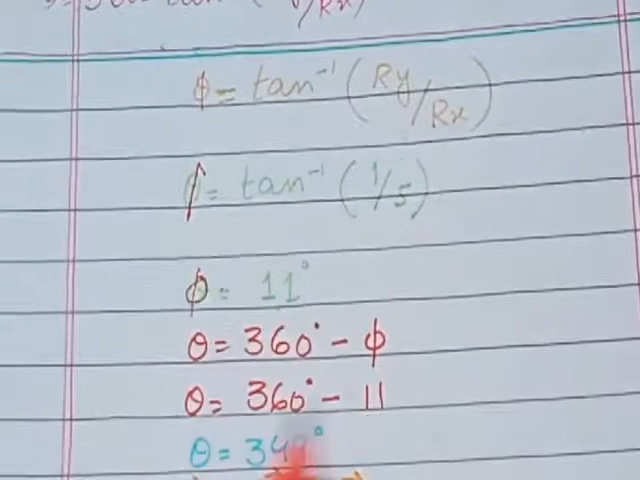 ϕ = tan⁻¹ (Ry/Rx)
ϕ = tan⁻¹ (1/5)
ϕ = 11°
θ = 360° - ϕ
θ = 360° - 11